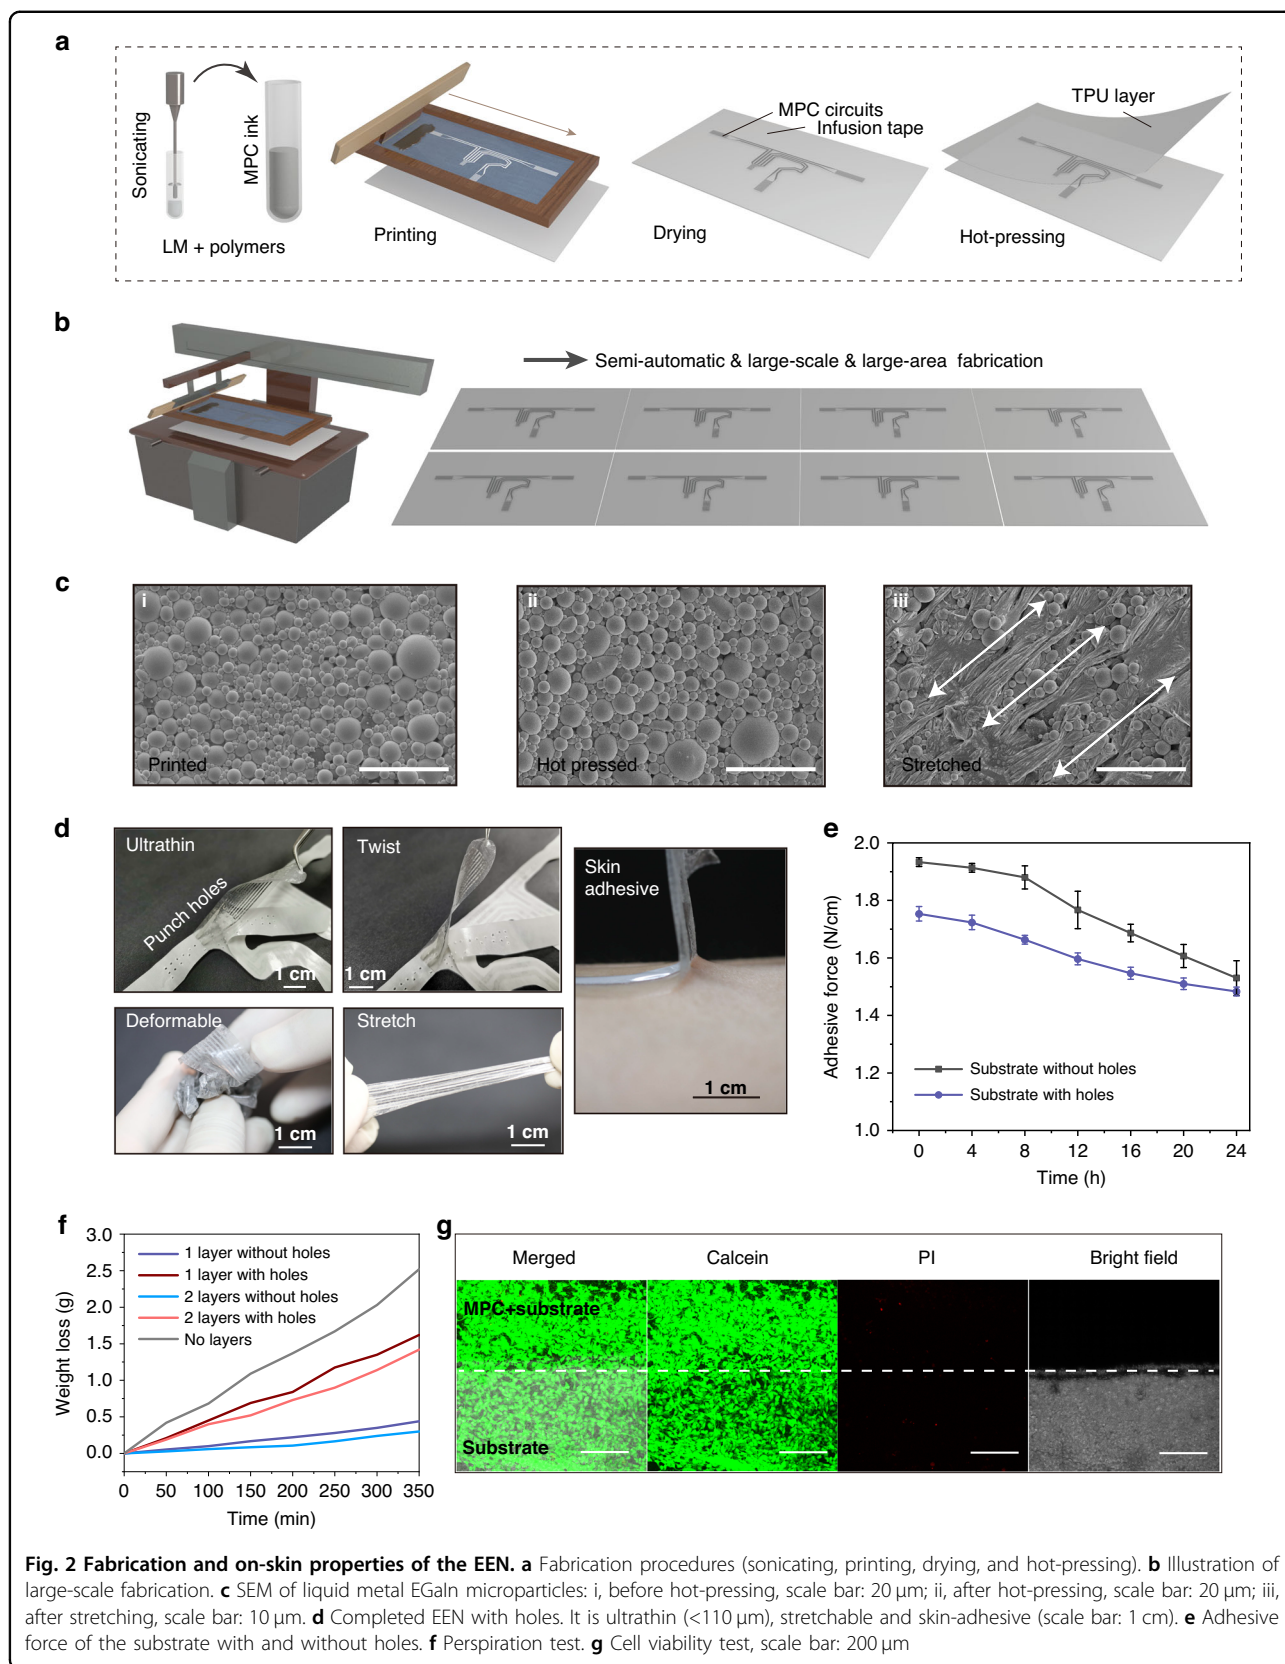 a
Sonicating
MPC ink
LM + polymers
Printing
MPC circuits
Infusion tape
Drying
TPU layer
Hot-pressing
b
Semi-automatic & large-scale & large-area fabrication
c
i
Printed
ii
Hot pressed
iii
Stretched
d
Ultrathin
Punch holes
1 cm
Twist
1 cm
Deformable
1 cm
Stretch
1 cm
Skin
adhesive
1 cm
e
Adhesive force (N/cm)
2.0
1.8
1.6
1.4
1.2
1.0
Substrate without holes
Substrate with holes
0 4 8 12 16 20 24
Time (h)
f
Weight loss (g)
3.0
2.5
2.0
1.5
1.0
0.5
0.0
1 layer without holes
1 layer with holes
2 layers without holes
2 layers with holes
No layers
0 50 100 150 200 250 300 350
Time (min)
g
Merged Calcein PI Bright field
MPC+substrate
Substrate
Fig. 2 Fabrication and on-skin properties of the EEN. a Fabrication procedures (sonicating, printing, drying, and hot-pressing). b Illustration of
large-scale fabrication. c SEM of liquid metal EGaIn microparticles: i, before hot-pressing, scale bar: 20 µm; ii, after hot-pressing, scale bar: 20 µm; iii,
after stretching, scale bar: 10 µm. d Completed EEN with holes. It is ultrathin (<110 µm), stretchable and skin-adhesive (scale bar: 1 cm). e Adhesive
force of the substrate with and without holes. f Perspiration test. g Cell viability test, scale bar: 200 µm